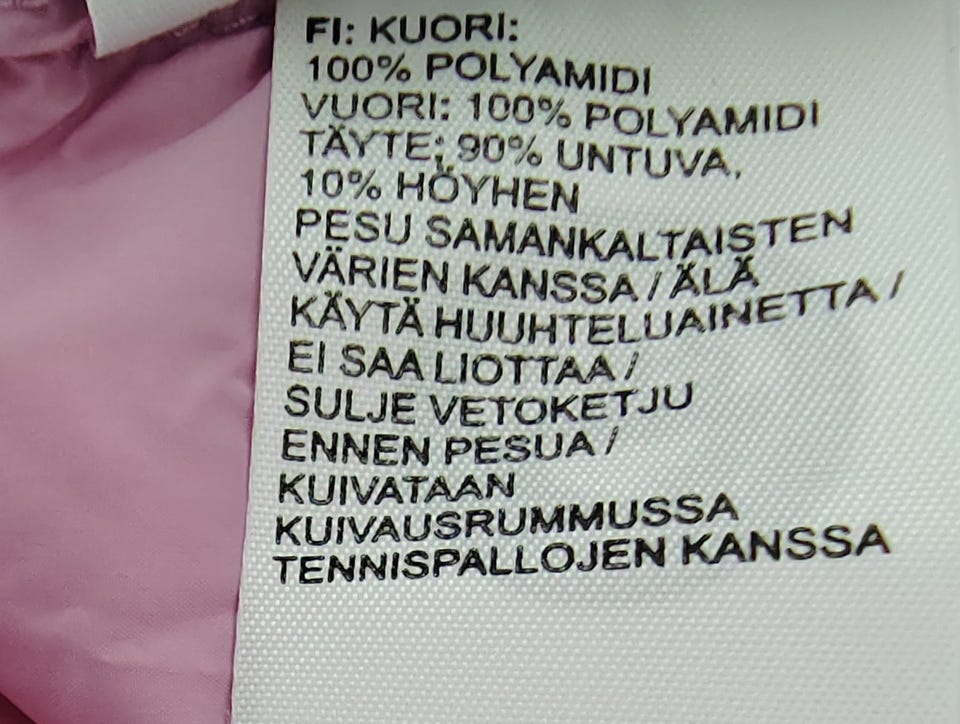 FI: KUORI:
100% POLYAMIDI
VUORI: 100% POLYAMIDI
TÄYTE: 90% UNTUVA,
10% HÖYHEN
PESU SAMANKALTAISTEN
VÄRIEN KANSSA / ÄLÄ
KÄYTÄ HUUHTELUAINETTA /
EI SAA LIOTTAA /
SULJE VETOKETJU
ENNEN PESUA /
KUIVATAAN
KUIVAUSRUMMUSSA
TENNISPALLOJEN KANSSA